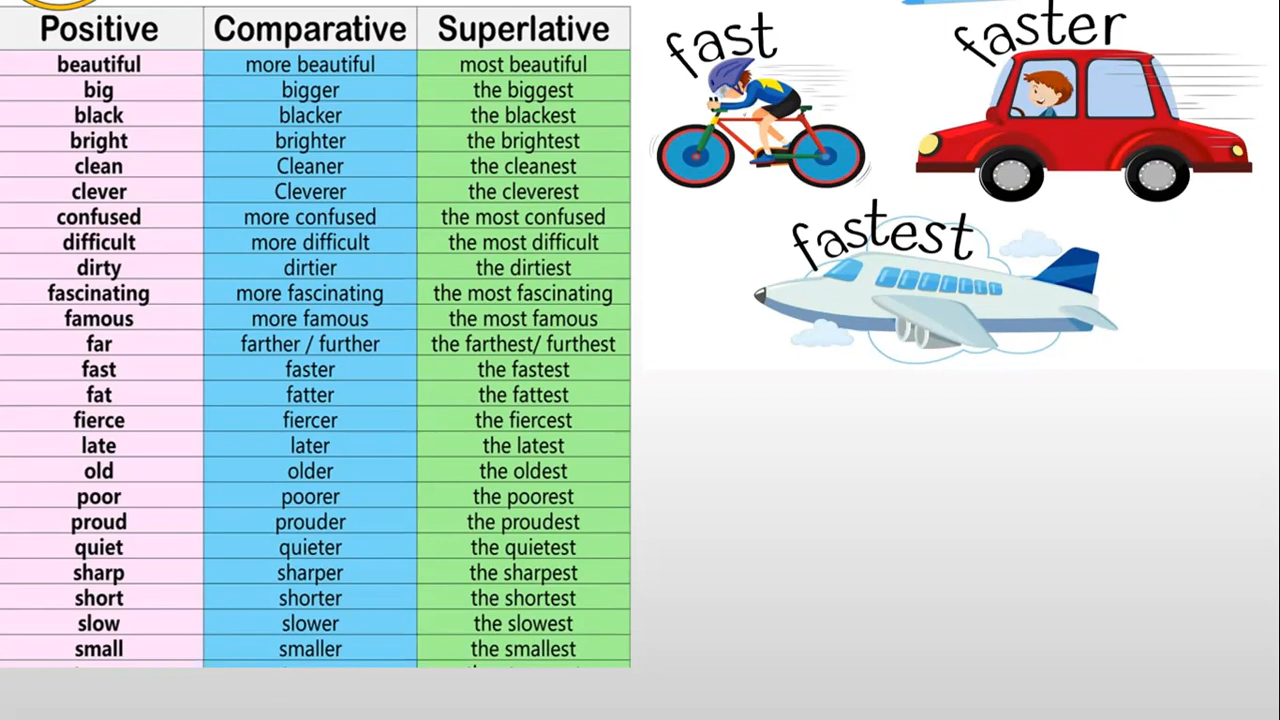 Positive Comparative Superlative
beautiful more beautiful most beautiful
big bigger the biggest
black blacker the blackest
bright brighter the brightest
clean Cleaner the cleanest
clever Cleverer the cleverest
confused more confused the most confused
difficult more difficult the most difficult
dirty dirtier the dirtiest
fascinating more fascinating the most fascinating
famous more famous the most famous
far farther / further the farthest/ furthest
fast faster the fastest
fat fatter the fattest
fierce fiercer the fiercest
late later the latest
old older the oldest
poor poorer the poorest
proud prouder the proudest
quiet quieter the quietest
sharp sharper the sharpest
short shorter the shortest
slow slower the slowest
small smaller the smallest
fast
faster
fastest